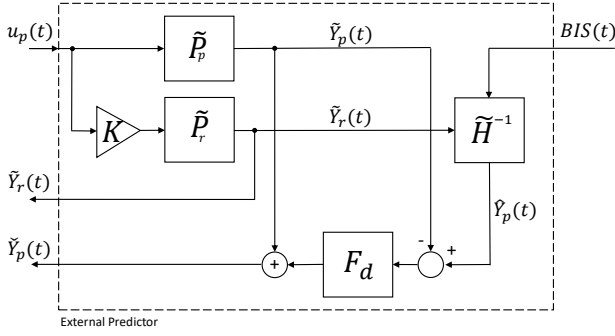 u_p(t)
P̃_p
Ỹ_p(t)
BIS(t)
K
P̃_r
Ỹ_r(t)
H̃⁻¹
Ỹ_r(t)
Ŷ_p(t)
Y̌_p(t)
+
F_d
-
+
External Predictor